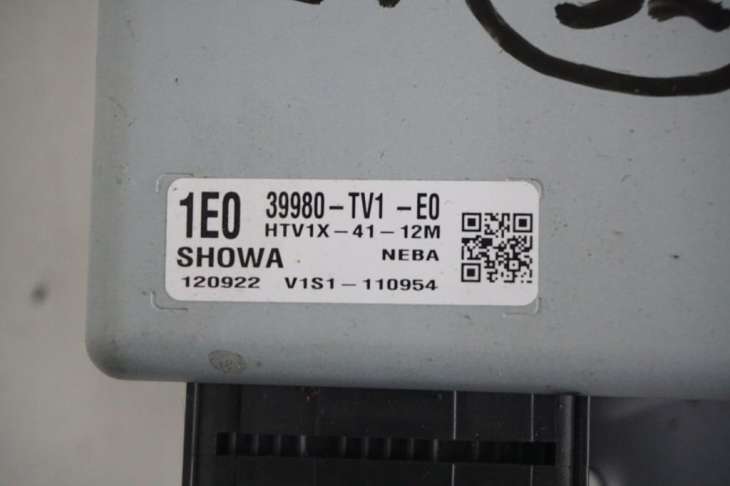 1E0 39980-TV1-E0
HTV1X-41-12M
SHOWA NEBA
120922 V1S1-110954